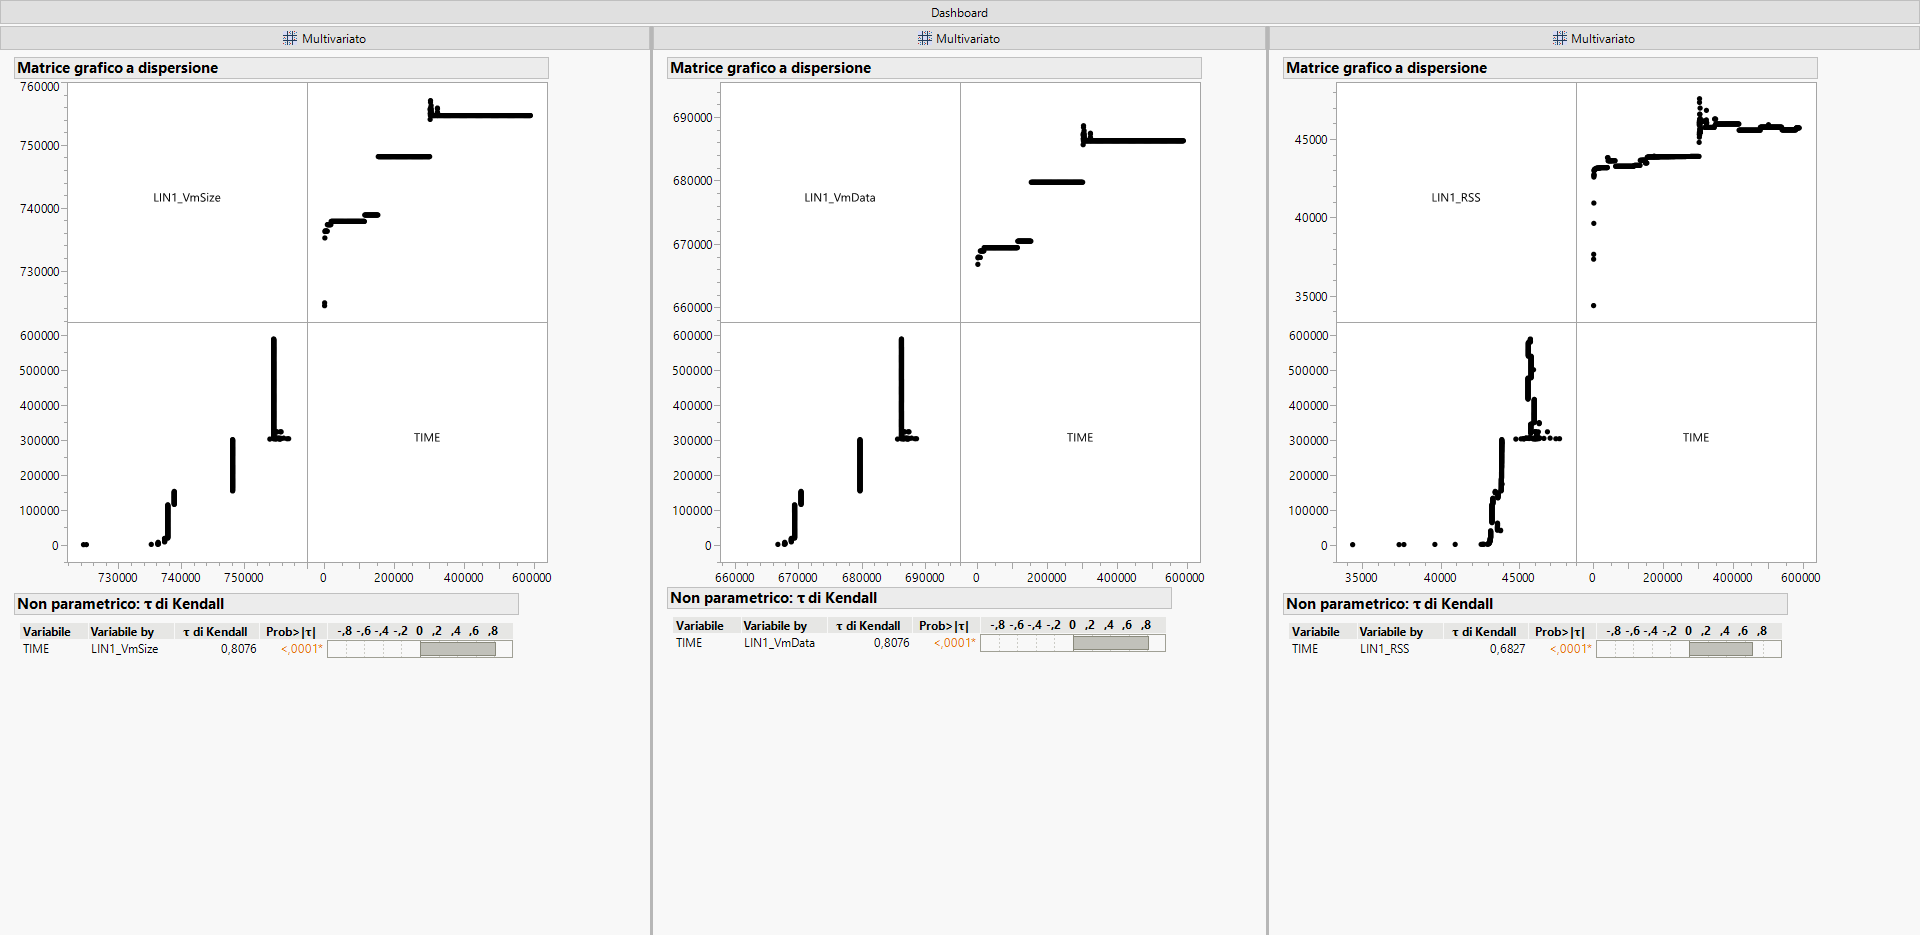 Dashboard
Multivariato
Matrice grafico a dispersione
760000
750000
740000
730000
LIN1_VmSize
600000
500000
400000
300000
200000
100000
0
TIME
730000 740000 750000 0 200000 400000 600000
Non parametrico: τ di Kendall
Variabile Variabile by τ di Kendall Prob>|τ| -,8 -,6 -,4 -,2 0 ,2 ,4 ,6 ,8
TIME LIN1_VmSize 0,8076 <,0001*
Multivariato
Matrice grafico a dispersione
690000
680000
670000
660000
LIN1_VmData
600000
500000
400000
300000
200000
100000
0
TIME
660000 670000 680000 690000 0 200000 400000 600000
Non parametrico: τ di Kendall
Variabile Variabile by τ di Kendall Prob>|τ| -,8 -,6 -,4 -,2 0 ,2 ,4 ,6 ,8
TIME LIN1_VmData 0,8076 <,0001*
Multivariato
Matrice grafico a dispersione
45000
40000
35000
LIN1_RSS
600000
500000
400000
300000
200000
100000
0
TIME
35000 40000 45000 0 200000 400000 600000
Non parametrico: τ di Kendall
Variabile Variabile by τ di Kendall Prob>|τ| -,8 -,6 -,4 -,2 0 ,2 ,4 ,6 ,8
TIME LIN1_RSS 0,6827 <,0001*